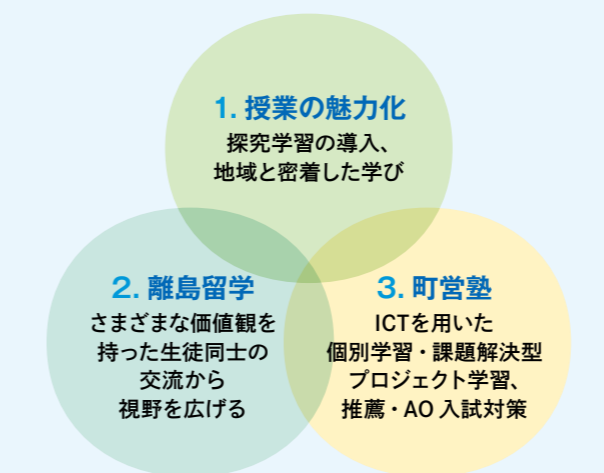 1. 授業の魅力化
探究学習の導入、
地域と密着した学び
2. 離島留学
さまざまな価値観を
持った生徒同士の
交流から
視野を広げる
3. 町営塾
ICTを用いた
個別学習・課題解決型
プロジェクト学習、
推薦・AO 入試対策